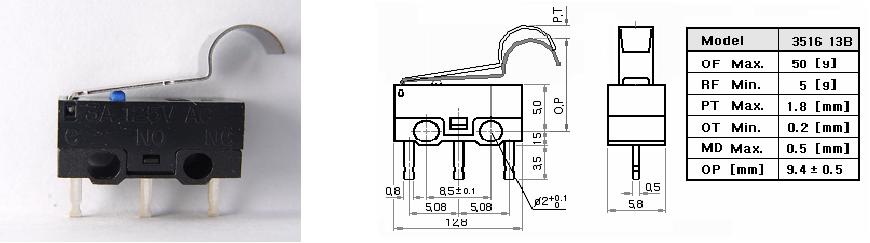 3A 125V AC
C NO NC
P.T
O.P
5,0
1,5
3,5
0,8
8,5±0.1
5,08 5,08
12,8
ø2+0.1 0
0,5
5,8
Model 3516 13B
OF Max. 50 [g]
RF Min. 5 [g]
PT Max. 1.8 [mm]
OT Min. 0.2 [mm]
MD Max. 0.5 [mm]
OP [mm] 9.4 ± 0.5